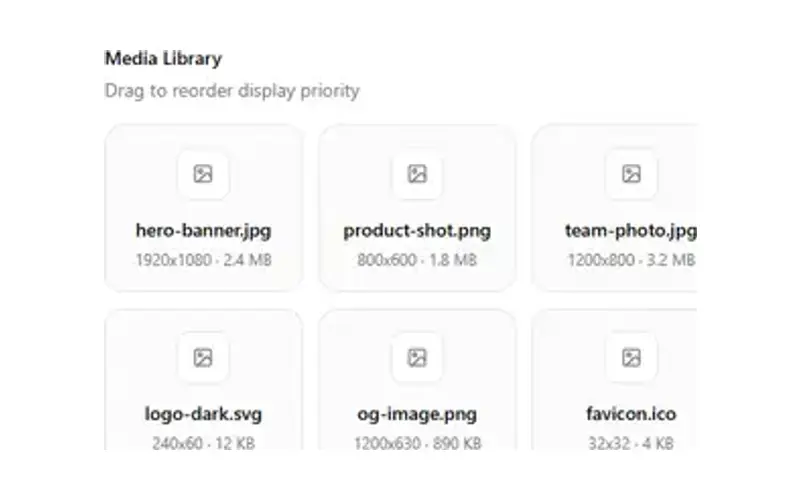 Media Library
Drag to reorder display priority
hero-banner.jpg
1920x1080 · 2.4 MB
product-shot.png
800x600 · 1.8 MB
team-photo.jpg
1200x800 · 3.2 MB
logo-dark.svg
240x60 · 12 KB
og-image.png
1200x630 · 890 KB
favicon.ico
32x32 · 4 KB